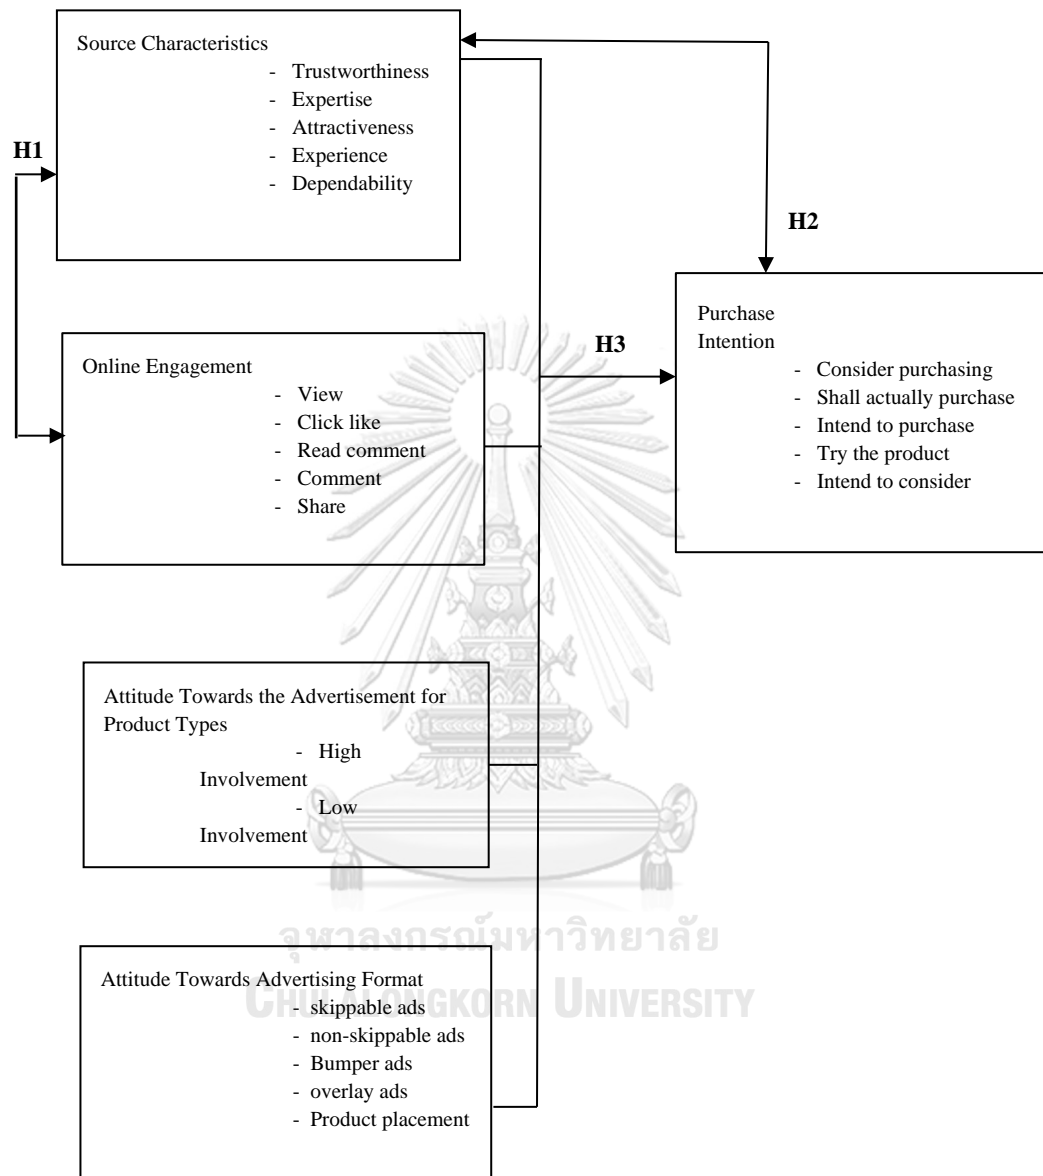 Source Characteristics
- Trustworthiness
- Expertise
- Attractiveness
- Experience
- Dependability
H1
H2
Purchase
Intention
- Consider purchasing
- Shall actually purchase
- Intend to purchase
- Try the product
- Intend to consider
H3
Online Engagement
- View
- Click like
- Read comment
- Comment
- Share
Attitude Towards the Advertisement for
Product Types
- High
Involvement
- Low
Involvement
จุฬาลงกรณ์มหาวิทยาลัย
CHULALONGKORN UNIVERSITY
Attitude Towards Advertising Format
- skippable ads
- non-skippable ads
- Bumper ads
- overlay ads
- Product placement